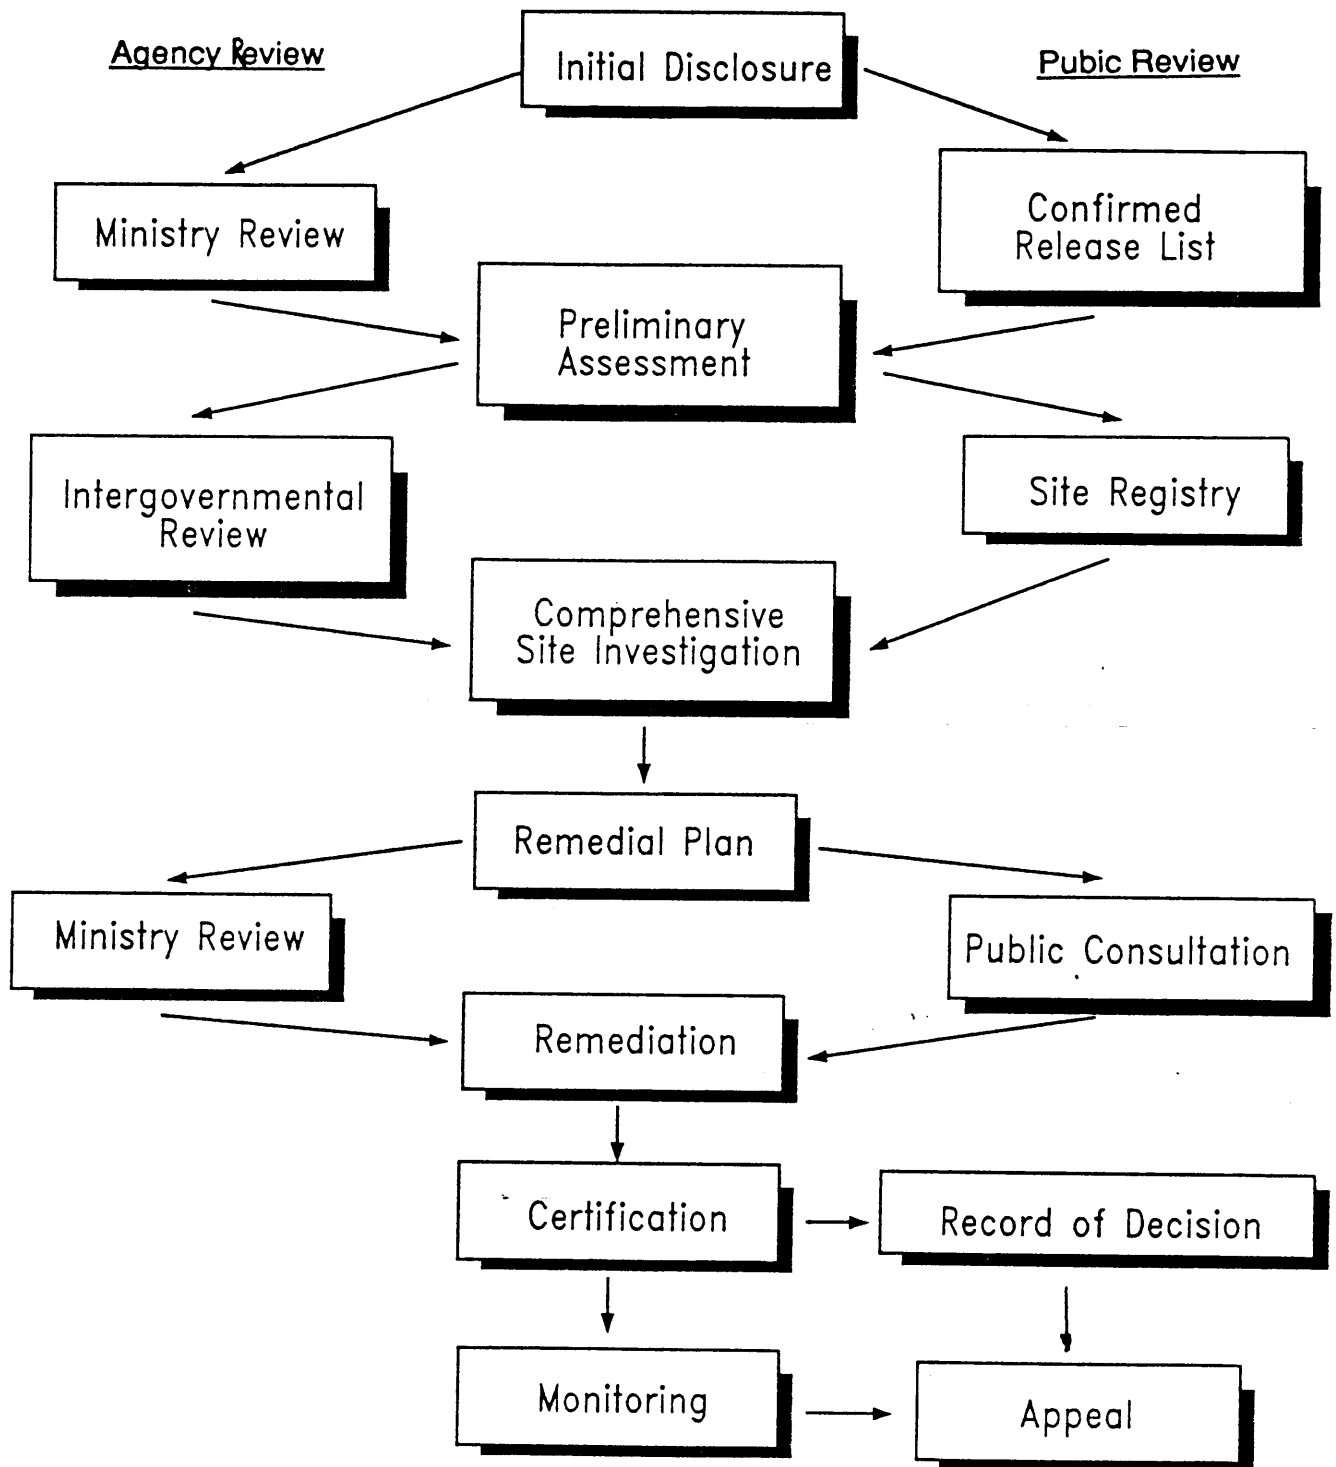 Agency Review
Initial Disclosure
Pubic Review
Ministry Review
Confirmed
Release List
Preliminary
Assessment
Intergovernmental
Review
Site Registry
Comprehensive
Site Investigation
Remedial Plan
Ministry Review
Public Consultation
Remediation
Certification
Record of Decision
Monitoring
Appeal